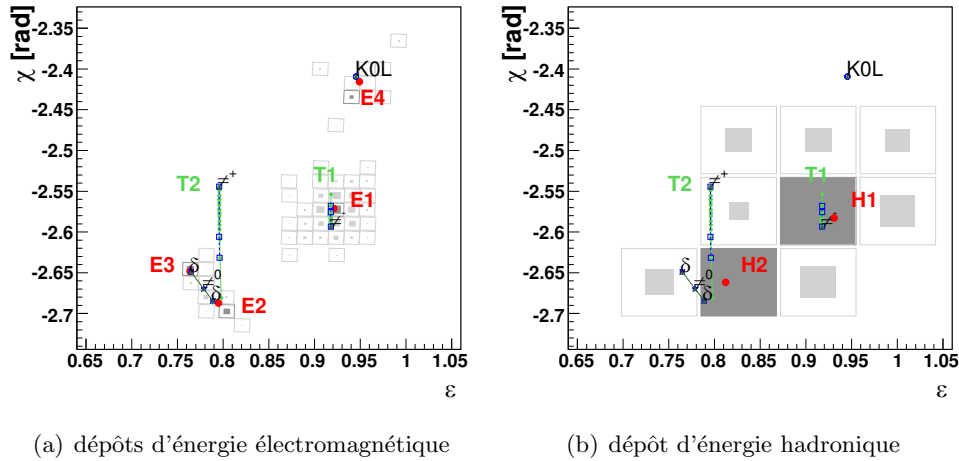 χ [rad]
-2.35
-2.4
-2.45
-2.5
-2.55
-2.6
-2.65
-2.7
K0L
E4
T2
≠+
T1
E1
≠-
E3
δ
≠0
δ
E2
0.65 0.7 0.75 0.8 0.85 0.9 0.95 1 1.05
ε
(a) dépôts d'énergie électromagnétique
χ [rad]
-2.35
-2.4
-2.45
-2.5
-2.55
-2.6
-2.65
-2.7
K0L
T2
≠+
T1
H1
≠-
δ
≠0
δ
H2
0.65 0.7 0.75 0.8 0.85 0.9 0.95 1 1.05
ε
(b) dépôt d'énergie hadronique